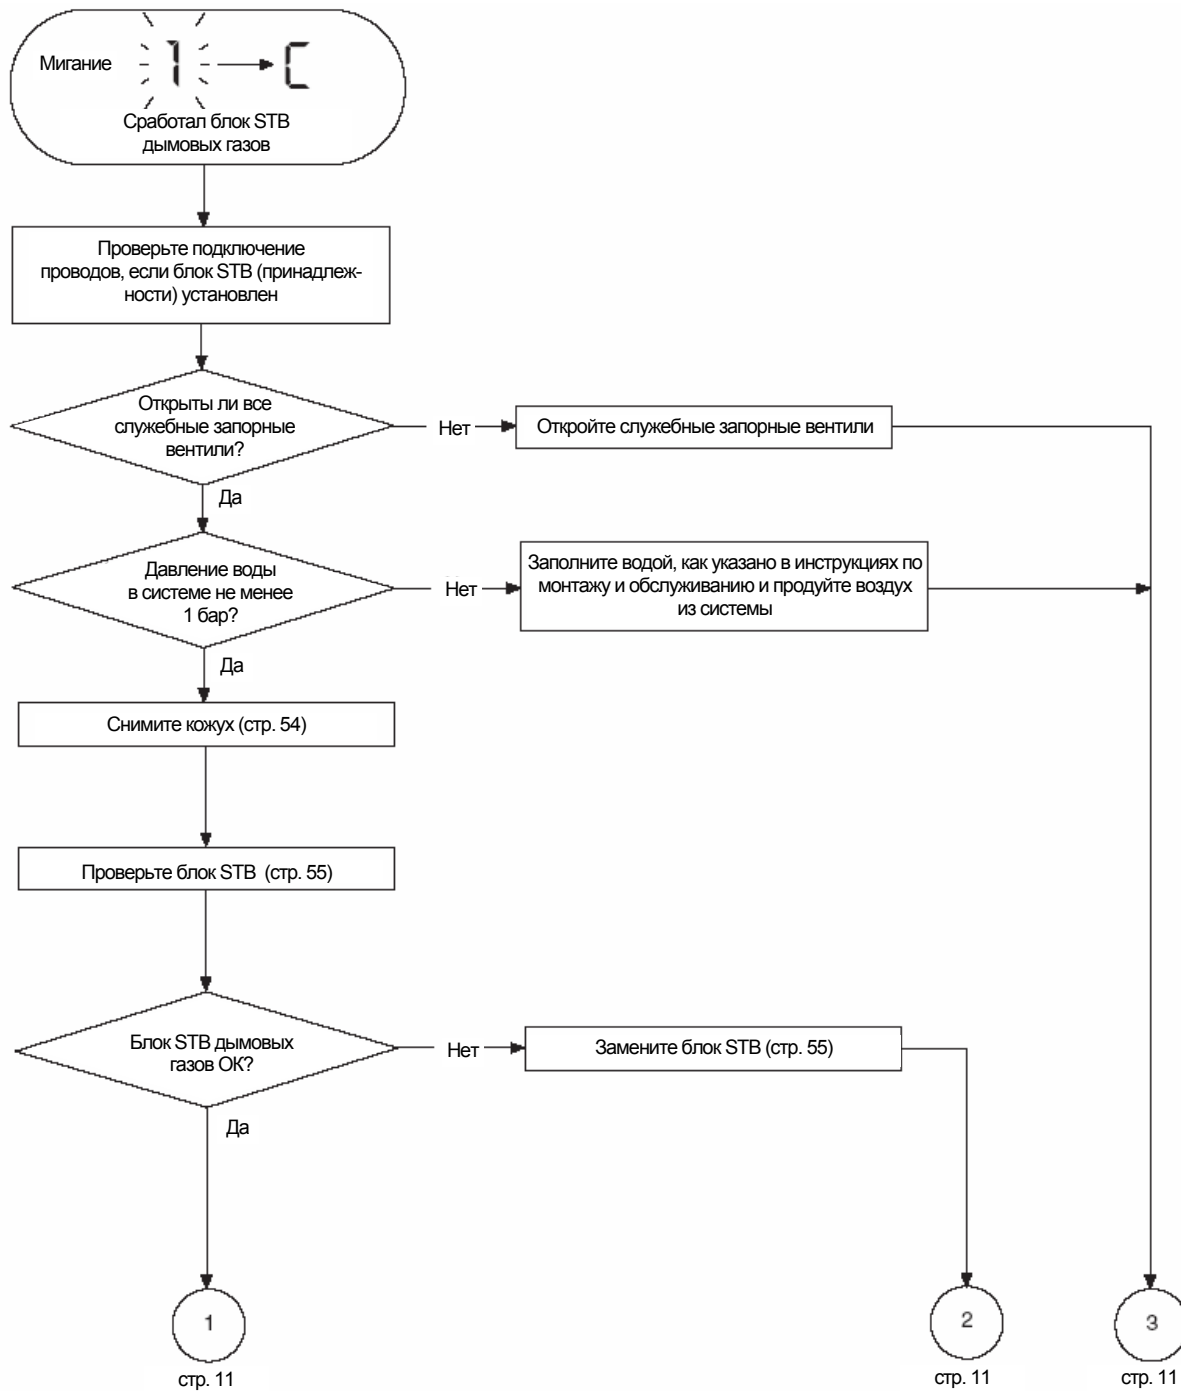 Мигание
1
C
Сработал блок STB
дымовых газов
Проверьте подключение
проводов, если блок STB (принадлеж-
ности) установлен
Открыты ли все
служебные запорные
вентили?
Нет
Откройте служебные запорные вентили
Да
Давление воды
в системе не менее
1 бар?
Нет
Заполните водой, как указано в инструкциях по
монтажу и обслуживанию и продуйте воздух
из системы
Да
Снимите кожух (стр. 54)
Проверьте блок STB (стр. 55)
Блок STB дымовых
газов ОК?
Нет
Замените блок STB (стр. 55)
Да
1
2
3
стр. 11
стр. 11
стр. 11